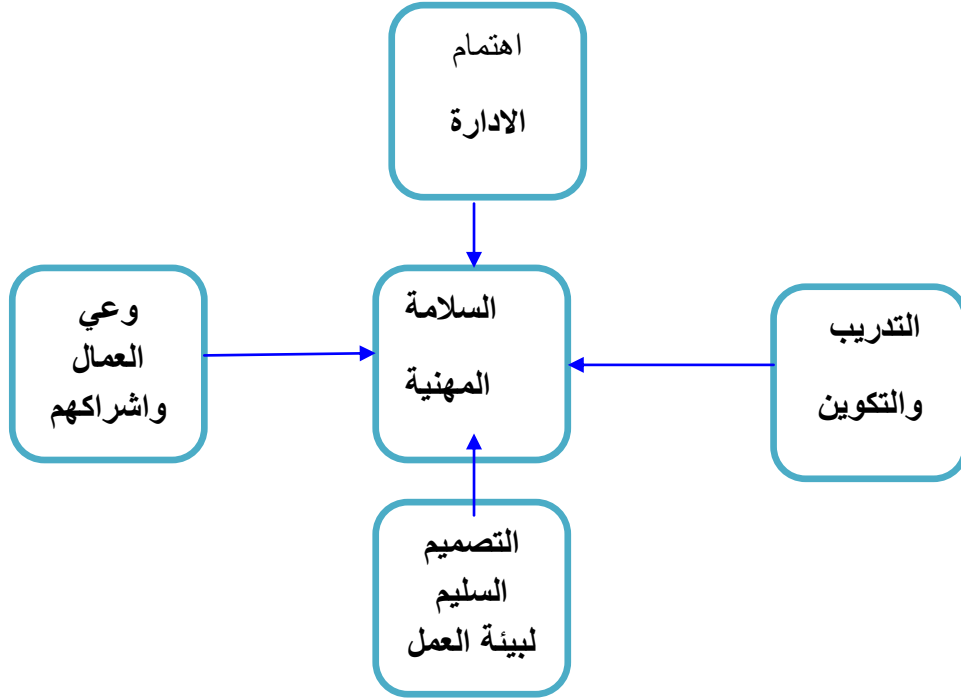 اهتمام
الادارة
السلامة
المهنية
وعي
العمال
واشراكهم
التدريب
والتكوين
التصميم
السليم
لبيئة العمل